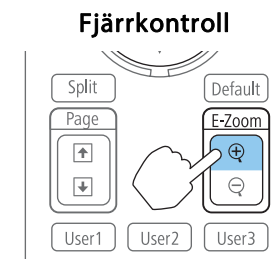 Fjärrkontroll
Split Default
Page E-Zoom
User1 User2 User3